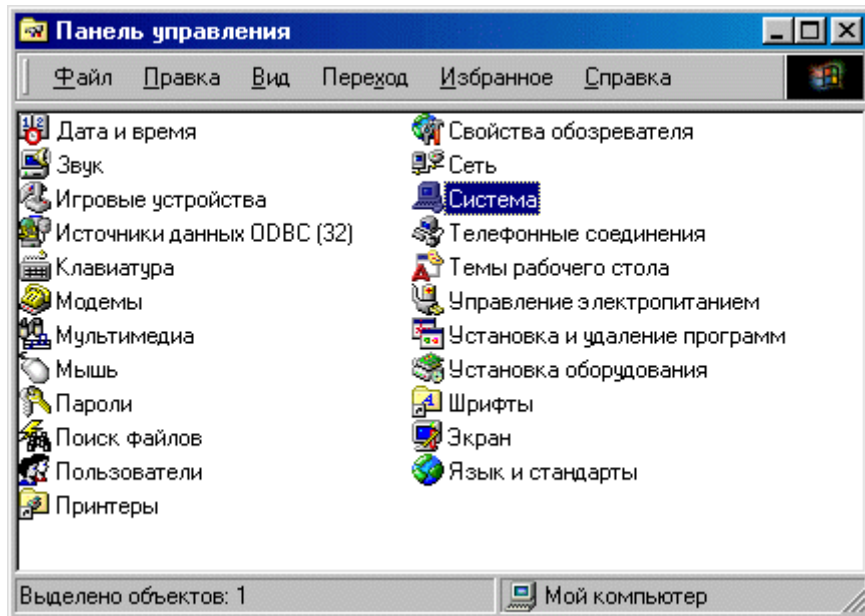 Панель управления
Файл Правка Вид Переход Избранное Справка
Дата и время
Звук
Игровые устройства
Источники данных ODBC (32)
Клавиатура
Модемы
Мультимедиа
Мышь
Пароли
Поиск файлов
Пользователи
Принтеры
Свойства обозревателя
Сеть
Система
Телефонные соединения
Темы рабочего стола
Управление электропитанием
Установка и удаление программ
Установка оборудования
Шрифты
Экран
Язык и стандарты
Выделено объектов: 1
Мой компьютер